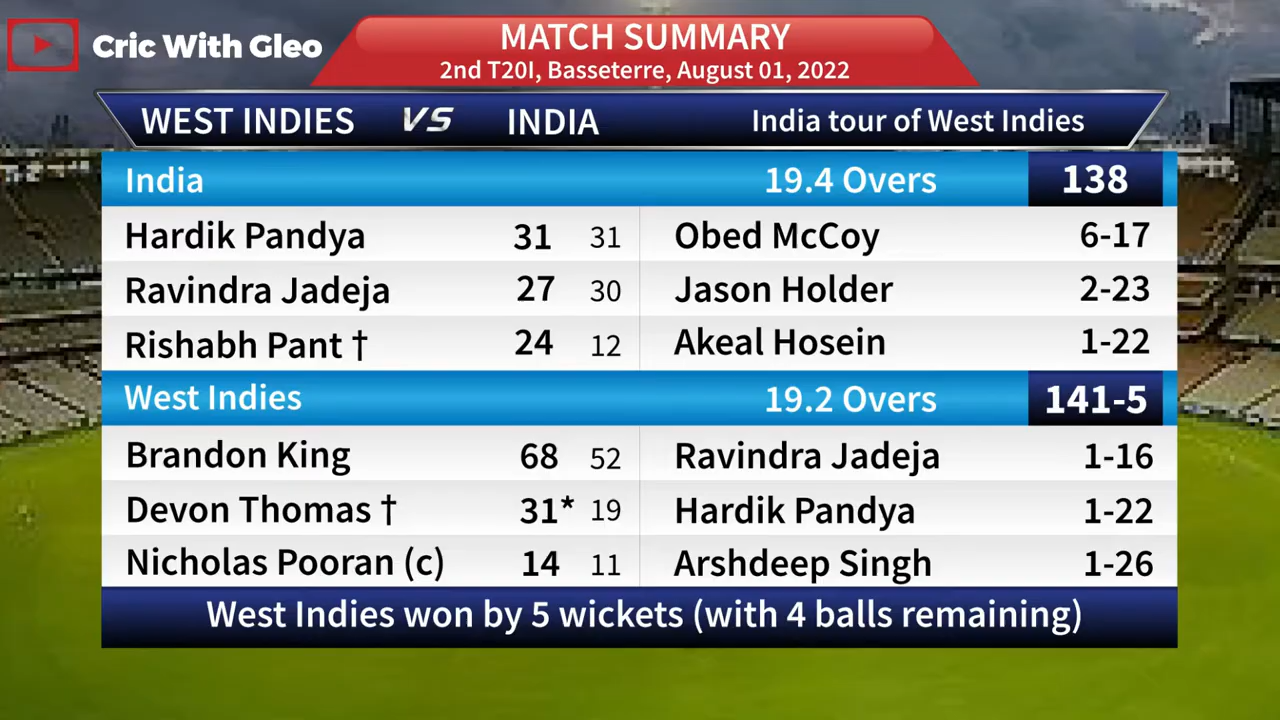 Cric With Gleo
MATCH SUMMARY
2nd T20I, Basseterre, August 01, 2022
WEST INDIES VS INDIA India tour of West Indies
India 19.4 Overs 138
Hardik Pandya 31 31 Obed McCoy 6-17
Ravindra Jadeja 27 30 Jason Holder 2-23
Rishabh Pant † 24 12 Akeal Hosein 1-22
West Indies 19.2 Overs 141-5
Brandon King 68 52 Ravindra Jadeja 1-16
Devon Thomas † 31* 19 Hardik Pandya 1-22
Nicholas Pooran (c) 14 11 Arshdeep Singh 1-26
West Indies won by 5 wickets (with 4 balls remaining)